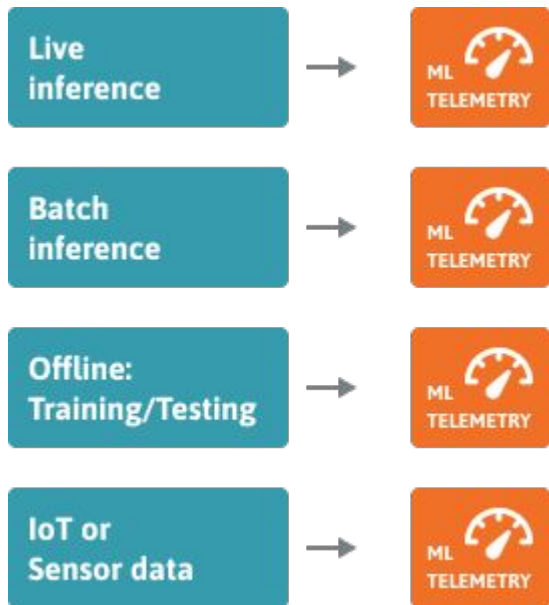 Live
inference
ML
TELEMETRY
Batch
inference
ML
TELEMETRY
Offline:
Training/Testing
ML
TELEMETRY
IoT or
Sensor data
ML
TELEMETRY